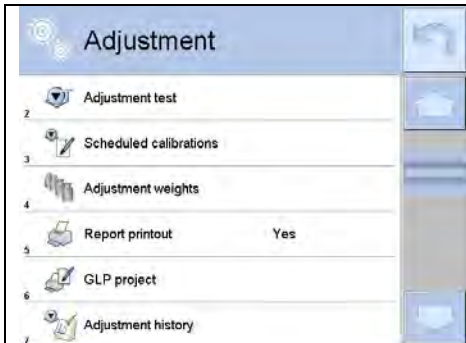 Adjustment
2 Adjustment test
3 Scheduled calibrations
4 Adjustment weights
5 Report printout Yes
6 GLP project
7 Adjustment history